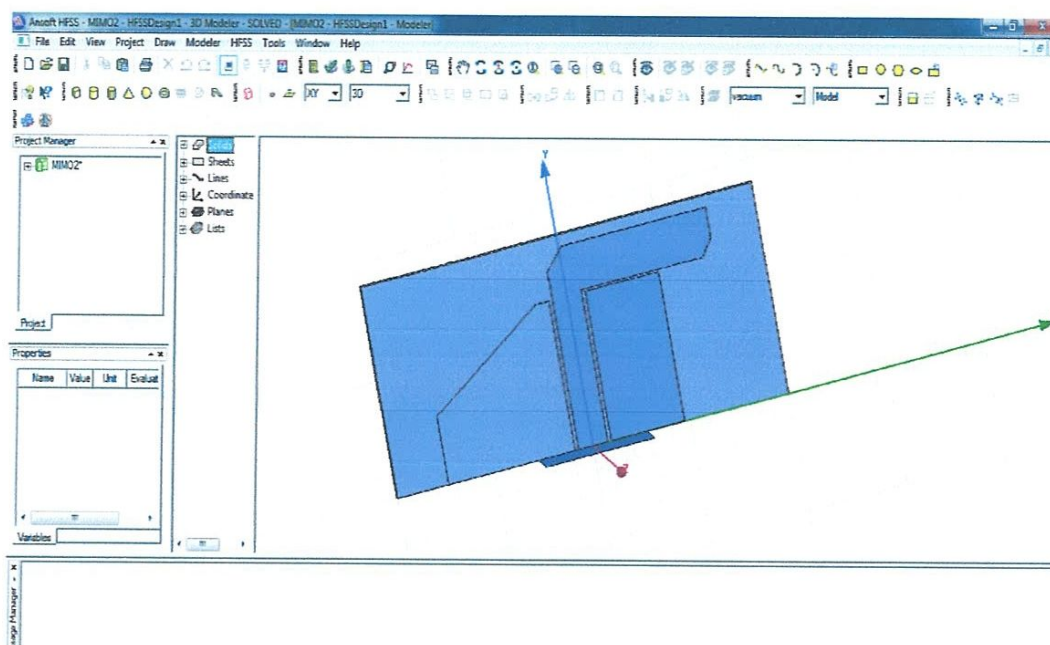 Ansoft HFSS - MIMO2 - HFSSDesign1 - 3D Modeler - SOLVED - [MIMO2 - HFSSDesign1 - Modeler]
File Edit View Project Draw Modeler HFSS Tools Window Help
XY 3D vacuum Model
Project Manager
MIMO2*
Project
Solids
Sheets
Lines
Coordinate
Planes
Lists
Properties
Name Value Unit Evaluat
Variables
Y
Z
age Manager